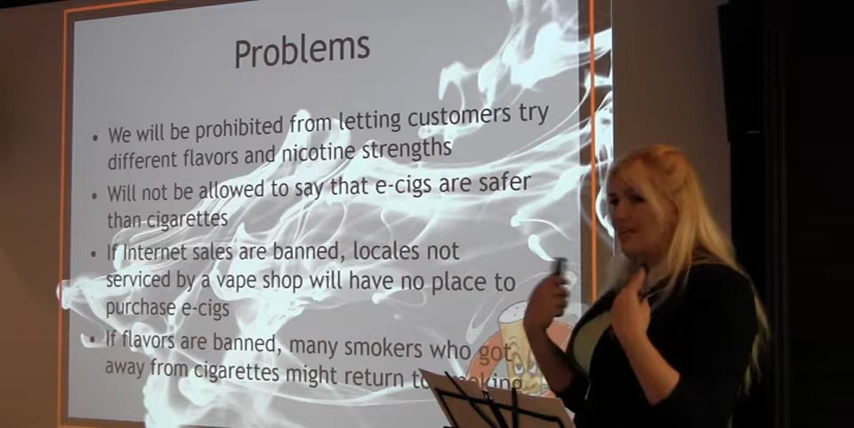 Problems
• We will be prohibited from letting customers try
different flavors and nicotine strengths
• Will not be allowed to say that e-cigs are safer
than cigarettes
• If Internet sales are banned, locales not
serviced by a vape shop will have no place to
purchase e-cigs
• If flavors are banned, many smokers who got
away from cigarettes might return to